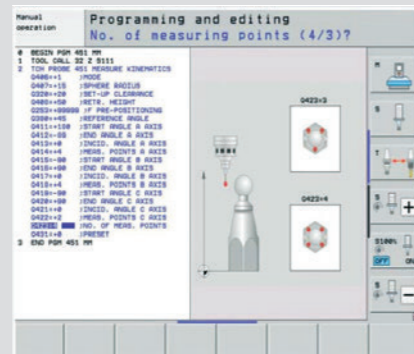 Manual operation
Programming and editing
No. of measuring points (4/3)?
0 BEGIN PGM 451 MM
1 TOOL CALL 32 Z S111
2 TCH PROBE 451 MEASURE KINEMATICS
Q406=+1 ;MODE
Q407=+15 ;SPHERE RADIUS
Q320=+20 ;SET-UP CLEARANCE
Q408=+50 ;RETR. HEIGHT
Q253=+99999 ;F PRE-POSITIONING
Q380=+45 ;REFERENCE ANGLE
;START ANGLE A AXIS
;END ANGLE A AXIS
Q413=+0 ;INCID. ANGLE A AXIS
Q414=+4 ;MEAS. POINTS A AXIS
Q415=-90 ;START ANGLE B AXIS
Q416=+90 ;END ANGLE B AXIS
Q417=+0 ;INCID. ANGLE B AXIS
Q418=+4 ;MEAS. POINTS B AXIS
Q419=-90 ;START ANGLE C AXIS
Q420=+90 ;END ANGLE C AXIS
Q421=+0 ;INCID. ANGLE C AXIS
Q422=+2 ;MEAS. POINTS C AXIS
;NO. OF MEAS. POINTS
Q431=+0 ;PRESET
3 END PGM 451 MM
Q423=3
Q423=4
M
S
T
S
S100%
OFF ON
S